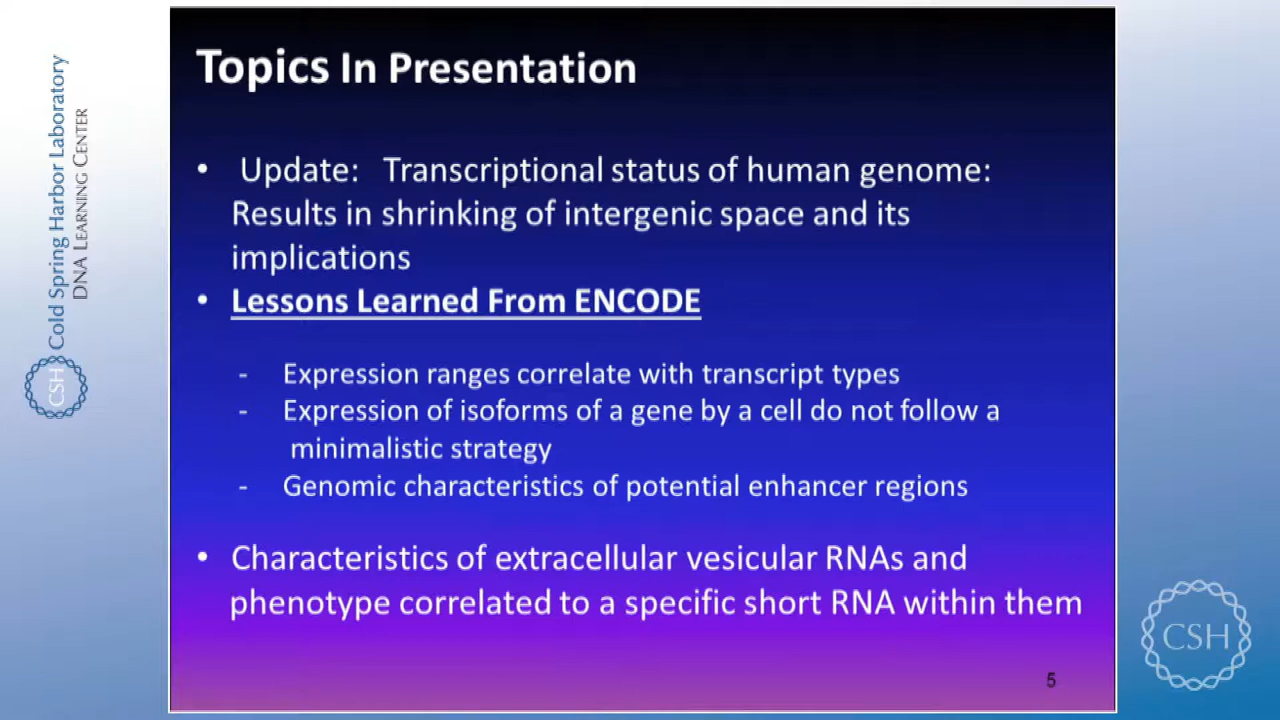 Cold Spring Harbor Laboratory
DNA LEARNING CENTER
CSH
Topics In Presentation
• Update: Transcriptional status of human genome:
Results in shrinking of intergenic space and its
implications
• Lessons Learned From ENCODE
- Expression ranges correlate with transcript types
- Expression of isoforms of a gene by a cell do not follow a
minimalistic strategy
- Genomic characteristics of potential enhancer regions
• Characteristics of extracellular vesicular RNAs and
phenotype correlated to a specific short RNA within them
5
CSH